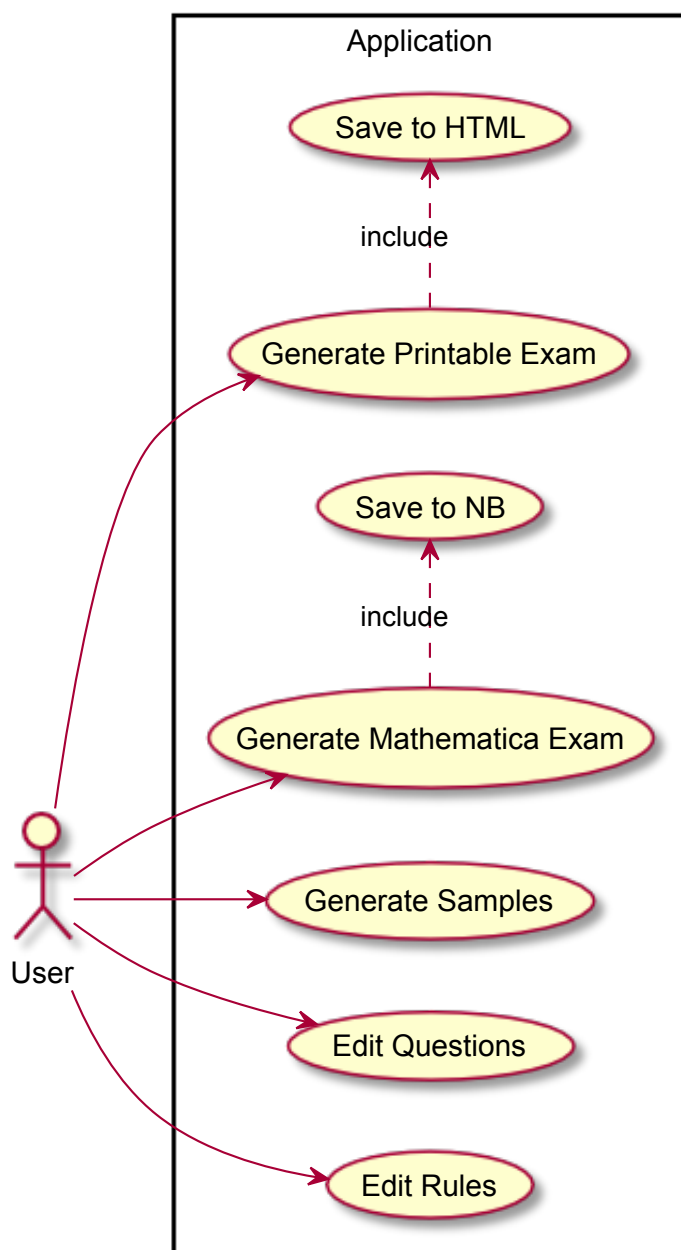 Application
Save to HTML
include
Generate Printable Exam
Save to NB
include
Generate Mathematica Exam
Generate Samples
User
Edit Questions
Edit Rules